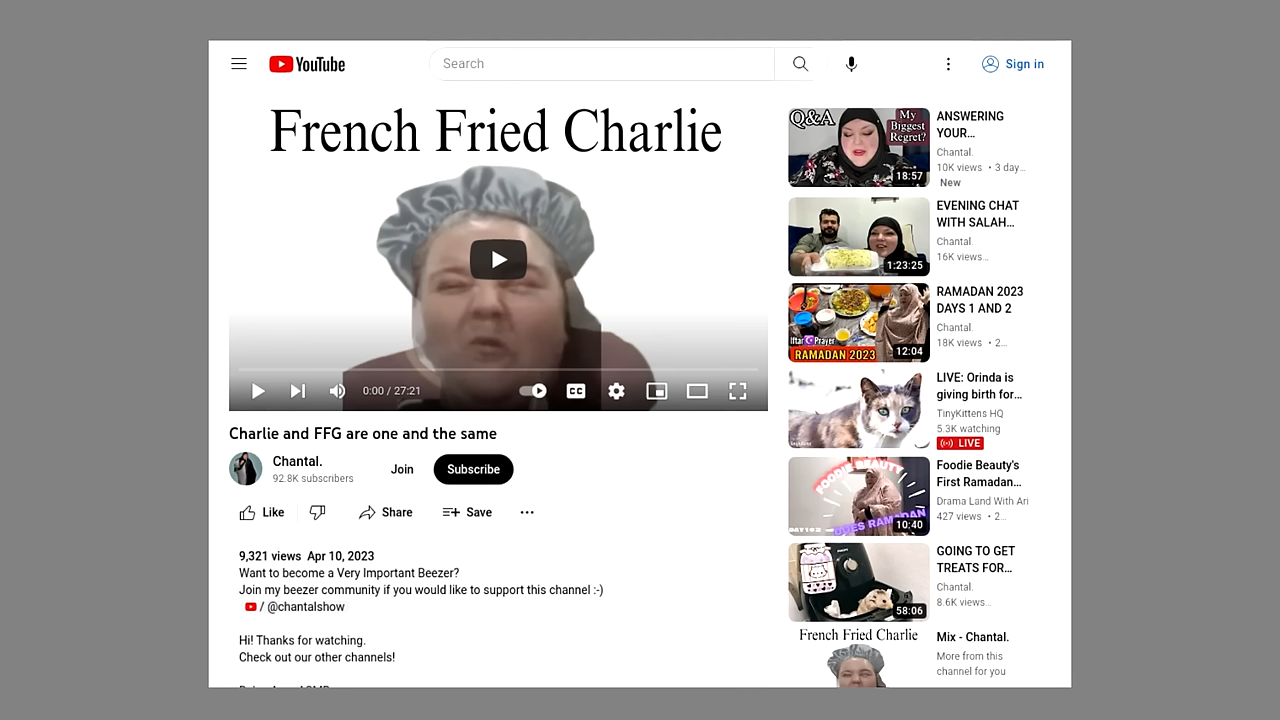 YouTube
Search
Sign in
French Fried Charlie
0:00 / 27:21
CC
Charlie and FFG are one and the same
Chantal.
92.8K subscribers
Join
Subscribe
Like
Share
Save
9,321 views Apr 10, 2023
Want to become a Very Important Beezer?
Join my beezer community if you would like to support this channel :-)
/ @chantalshow
Hi! Thanks for watching.
Check out our other channels!
Q&A
My
Biggest
Regret?
18:57
ANSWERING
YOUR…
Chantal.
10K views • 3 day…
New
1:23:25
EVENING CHAT
WITH SALAH…
Chantal.
16K views…
Iftar Prayer
RAMADAN 2023
12:04
RAMADAN 2023
DAYS 1 AND 2
Chantal.
18K views • 2…
LIVE: Orinda is
giving birth for…
TinyKittens HQ
5.3K watching
LIVE
FOODIE BEAUTY
DOES RAMADAN
10:40
Foodie Beauty's
First Ramadan…
Drama Land With Ari
427 views • 2…
58:06
GOING TO GET
TREATS FOR…
Chantal.
8.6K views…
French Fried Charlie
Mix - Chantal.
More from this
channel for you